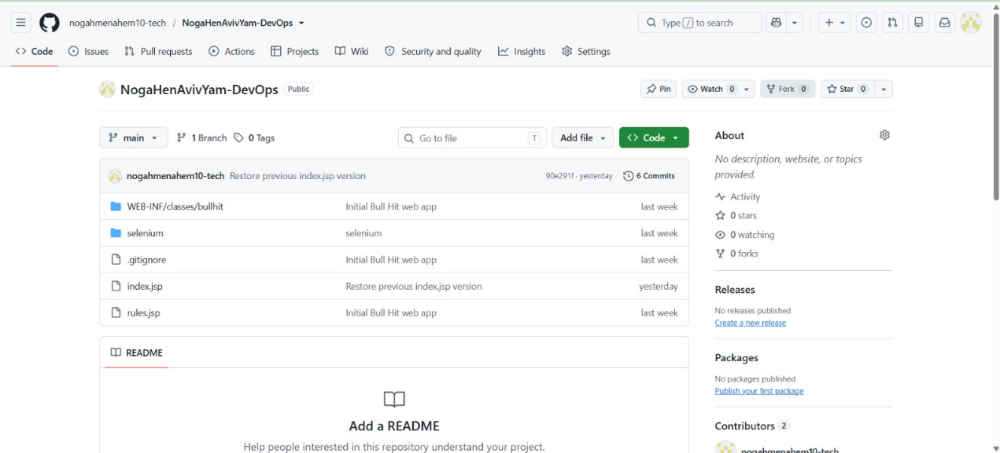 nogahmenahem10-tech / NogaHenAvivYam-DevOps
Type / to search
Code Issues Pull requests Actions Projects Wiki Security and quality Insights Settings
NogaHenAvivYam-DevOps Public
Pin Watch 0 Fork 0 Star 0
main 1 Branch 0 Tags Go to file T Add file Code
nogahmenahem10-tech Restore previous index.jsp version 90e291f · yesterday 6 Commits
WEB-INF/classes/bullhit Initial Bull Hit web app last week
selenium selenium last week
.gitignore Initial Bull Hit web app last week
index.jsp Restore previous index.jsp version yesterday
rules.jsp Initial Bull Hit web app last week
README
Add a README
Help people interested in this repository understand your project.
About
No description, website, or topics
provided.
Activity
0 stars
0 watching
0 forks
Releases
No releases published
Create a new release
Packages
No packages published
Publish your first package
Contributors 2
nogahmenahem10-tech